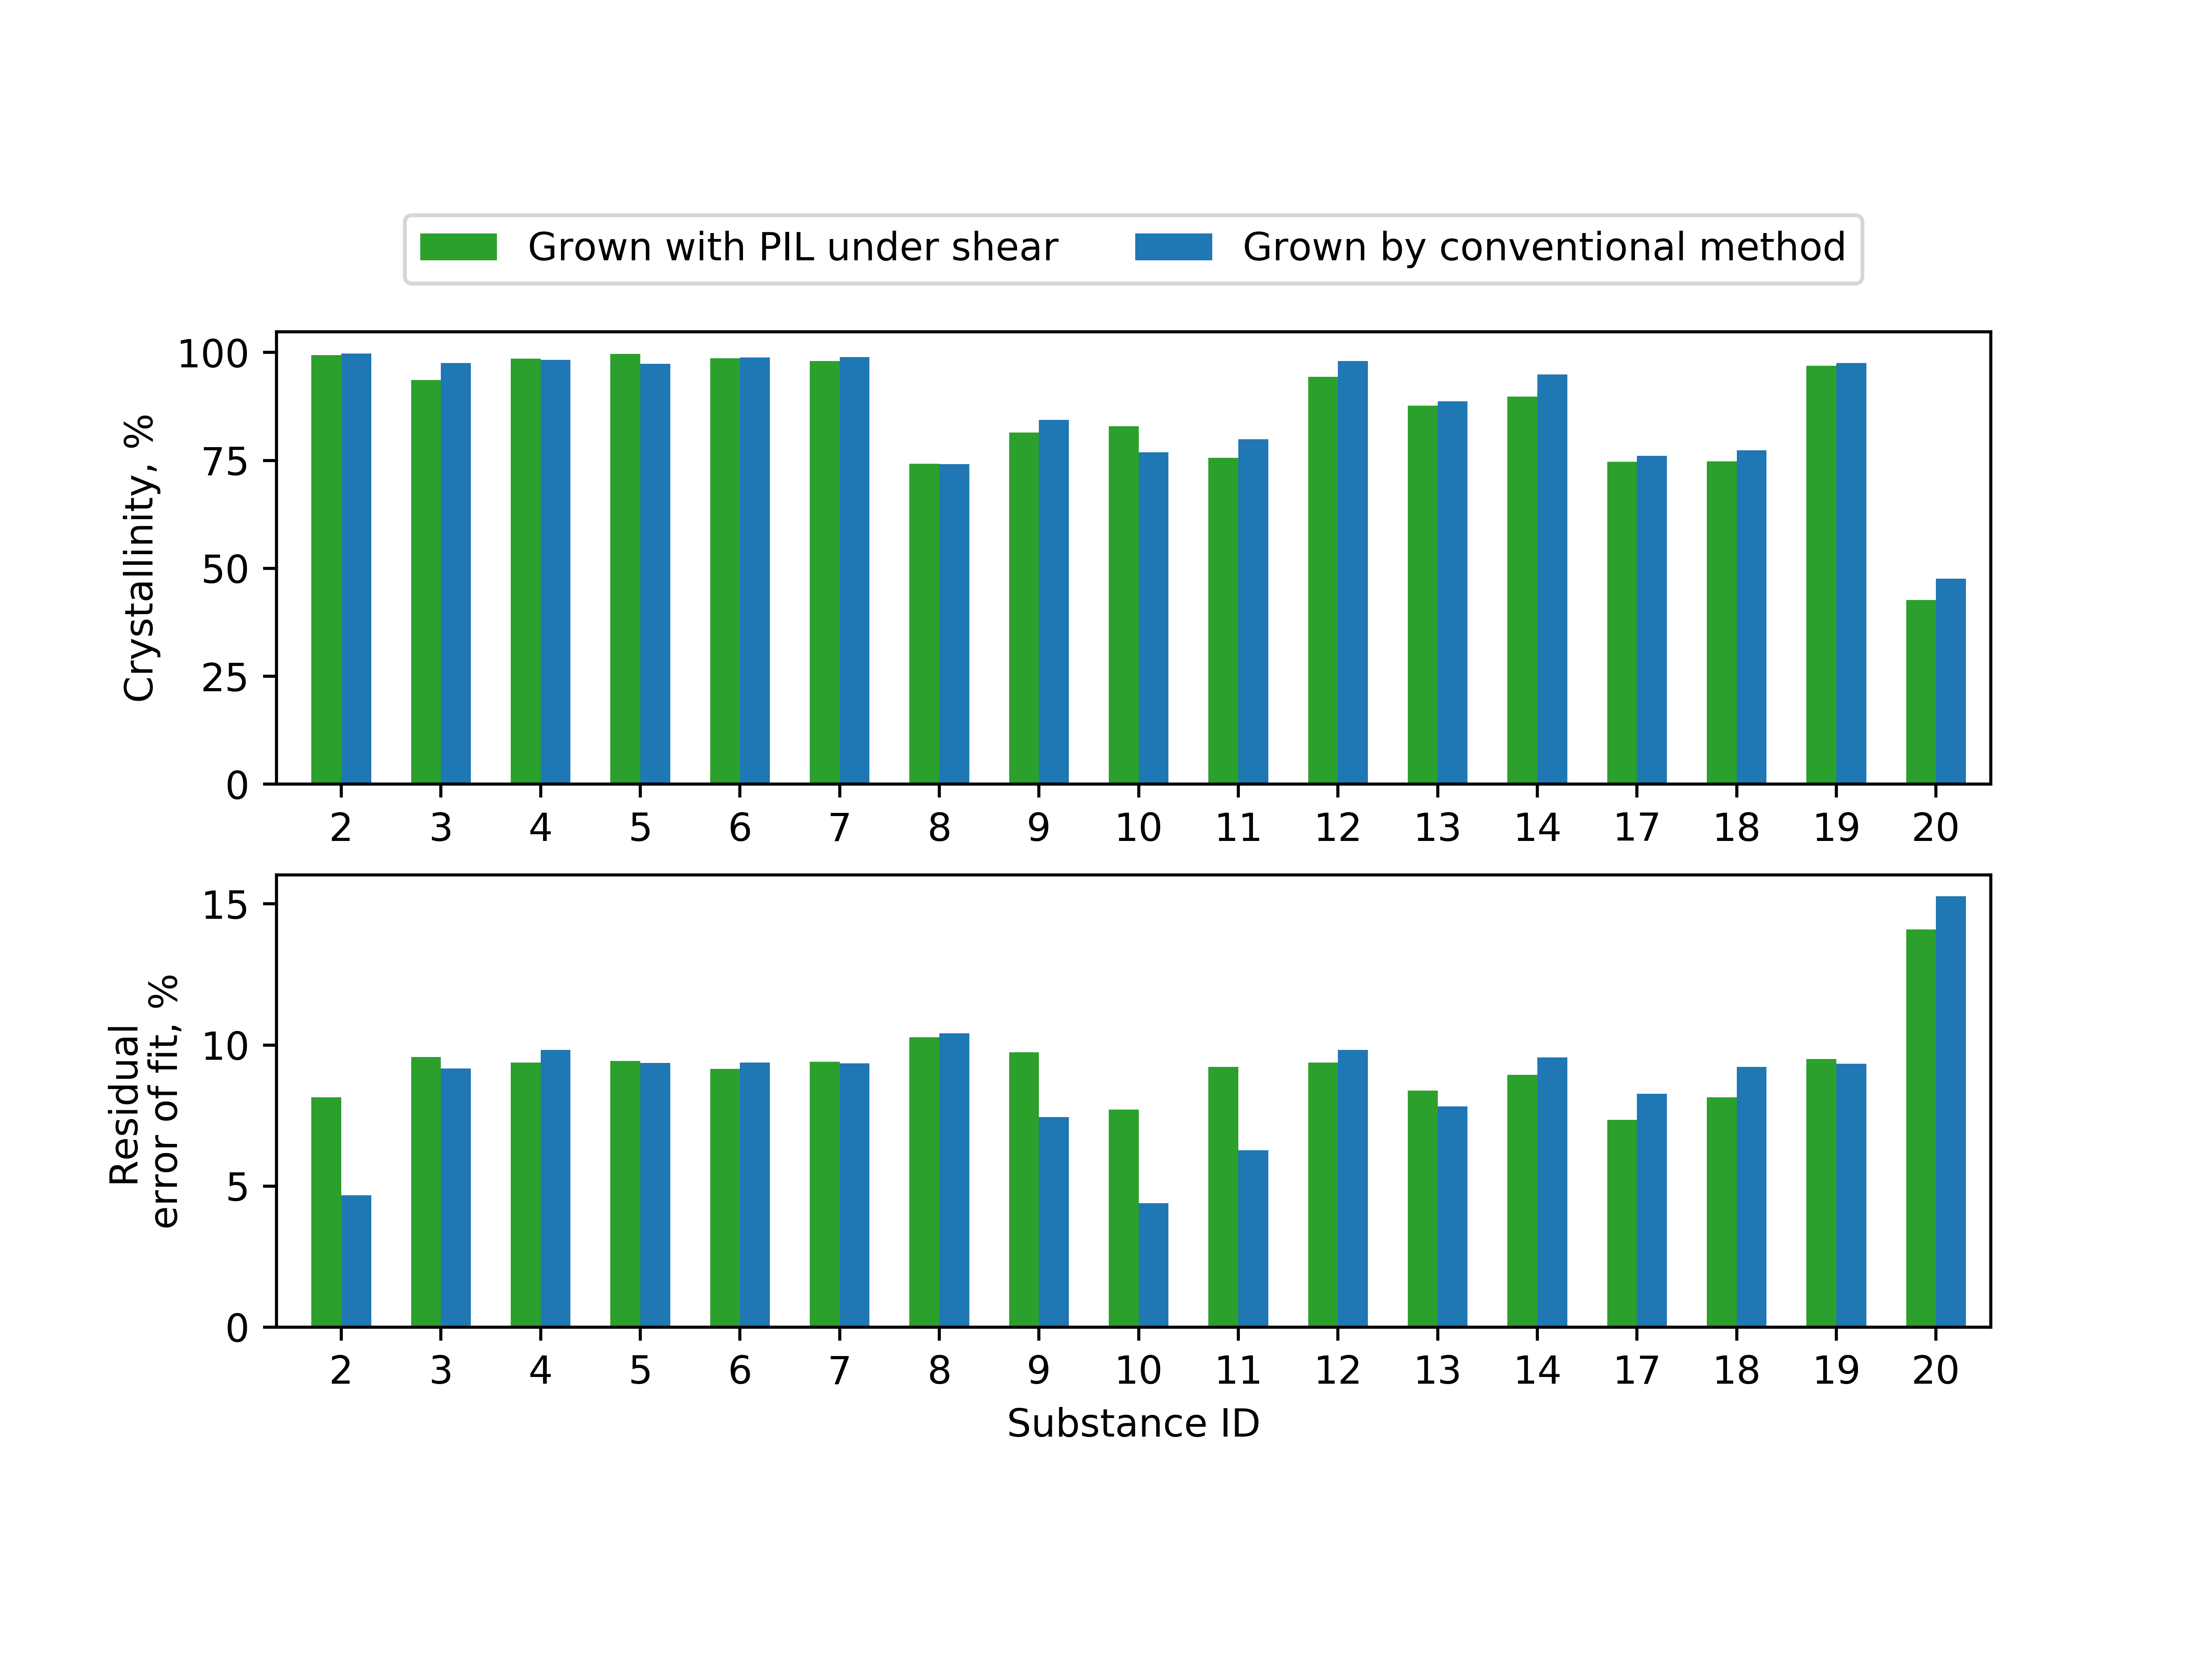 Grown with PIL under shear
Grown by conventional method
Crystallinity, %
100
75
50
25
0
2 3 4 5 6 7 8 9 10 11 12 13 14 17 18 19 20
Residual
error of fit, %
15
10
5
0
2 3 4 5 6 7 8 9 10 11 12 13 14 17 18 19 20
Substance ID